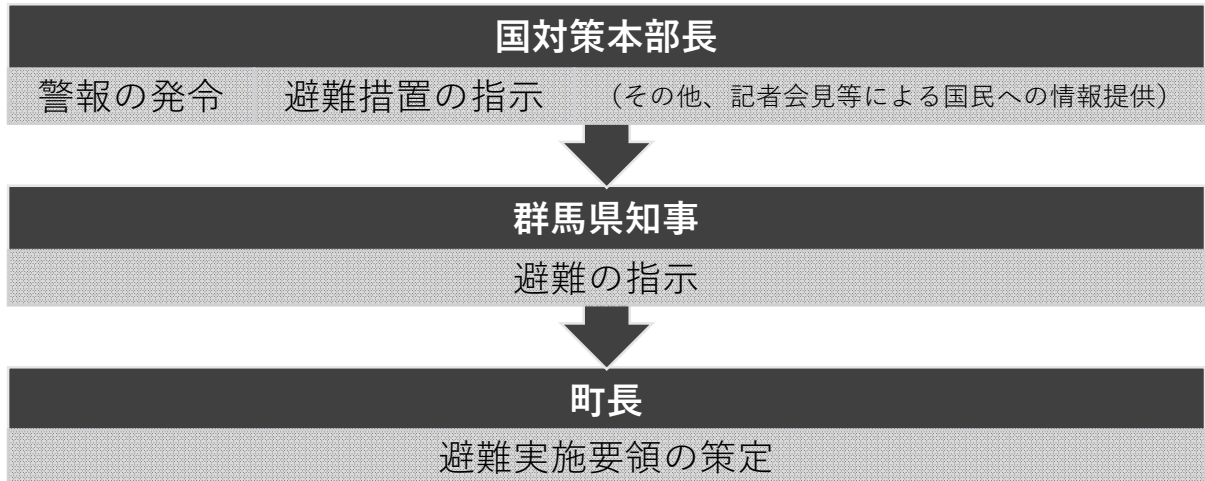 国対策本部長
警報の発令　避難措置の指示　（その他、記者会見等による国民への情報提供）
群馬県知事
避難の指示
町長
避難実施要領の策定